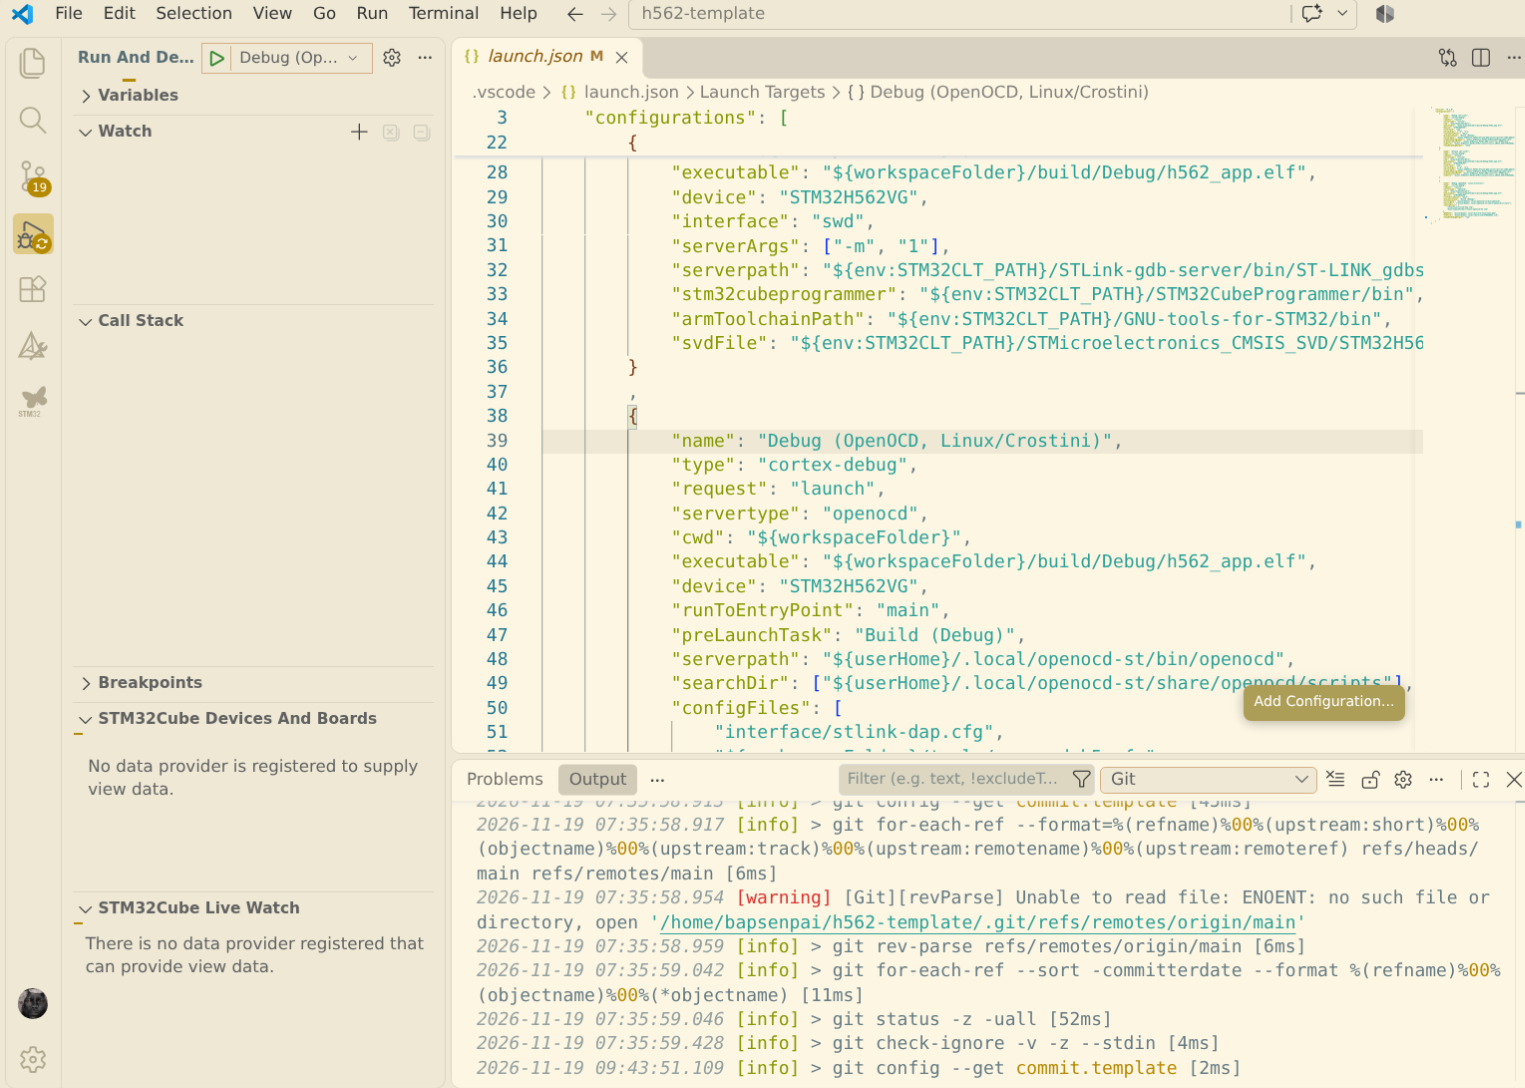 File Edit Selection View Go Run Terminal Help h562-template
Run And De... Debug (Op...
Variables
Watch
19
Call Stack
STM32
Breakpoints
STM32Cube Devices And Boards
No data provider is registered to supply
view data.
STM32Cube Live Watch
There is no data provider registered that
can provide view data.
{} launch.json M
.vscode > {} launch.json > Launch Targets > { } Debug (OpenOCD, Linux/Crostini)
3 "configurations": [
22 {
28 "executable": "${workspaceFolder}/build/Debug/h562_app.elf",
29 "device": "STM32H562VG",
30 "interface": "swd",
31 "serverArgs": ["-m", "1"],
32 "serverpath": "${env:STM32CLT_PATH}/STLink-gdb-server/bin/ST-LINK_gdbs
33 "stm32cubeprogrammer": "${env:STM32CLT_PATH}/STM32CubeProgrammer/bin",
34 "armToolchainPath": "${env:STM32CLT_PATH}/GNU-tools-for-STM32/bin",
35 "svdFile": "${env:STM32CLT_PATH}/STMicroelectronics_CMSIS_SVD/STM32H56
36 }
37 ,
38 {
39 "name": "Debug (OpenOCD, Linux/Crostini)",
40 "type": "cortex-debug",
41 "request": "launch",
42 "servertype": "openocd",
43 "cwd": "${workspaceFolder}",
44 "executable": "${workspaceFolder}/build/Debug/h562_app.elf",
45 "device": "STM32H562VG",
46 "runToEntryPoint": "main",
47 "preLaunchTask": "Build (Debug)",
48 "serverpath": "${userHome}/.local/openocd-st/bin/openocd",
49 "searchDir": ["${userHome}/.local/openocd-st/share/openocd/scripts"],
50 "configFiles": [
51 "interface/stlink-dap.cfg",
Add Configuration...
Problems Output Filter (e.g. text, !excludeT... Git
2026-11-19 07:35:58.915 [info] > git config --get commit.template [45ms]
2026-11-19 07:35:58.917 [info] > git for-each-ref --format=%(refname)%00%(upstream:short)%00%
(objectname)%00%(upstream:track)%00%(upstream:remotename)%00%(upstream:remoteref) refs/heads/
main refs/remotes/main [6ms]
2026-11-19 07:35:58.954 [warning] [Git][revParse] Unable to read file: ENOENT: no such file or
directory, open '/home/bapsenpai/h562-template/.git/refs/remotes/origin/main'
2026-11-19 07:35:58.959 [info] > git rev-parse refs/remotes/origin/main [6ms]
2026-11-19 07:35:59.042 [info] > git for-each-ref --sort -committerdate --format %(refname)%00%
(objectname)%00%(*objectname) [11ms]
2026-11-19 07:35:59.046 [info] > git status -z -uall [52ms]
2026-11-19 07:35:59.428 [info] > git check-ignore -v -z --stdin [4ms]
2026-11-19 09:43:51.109 [info] > git config --get commit.template [2ms]